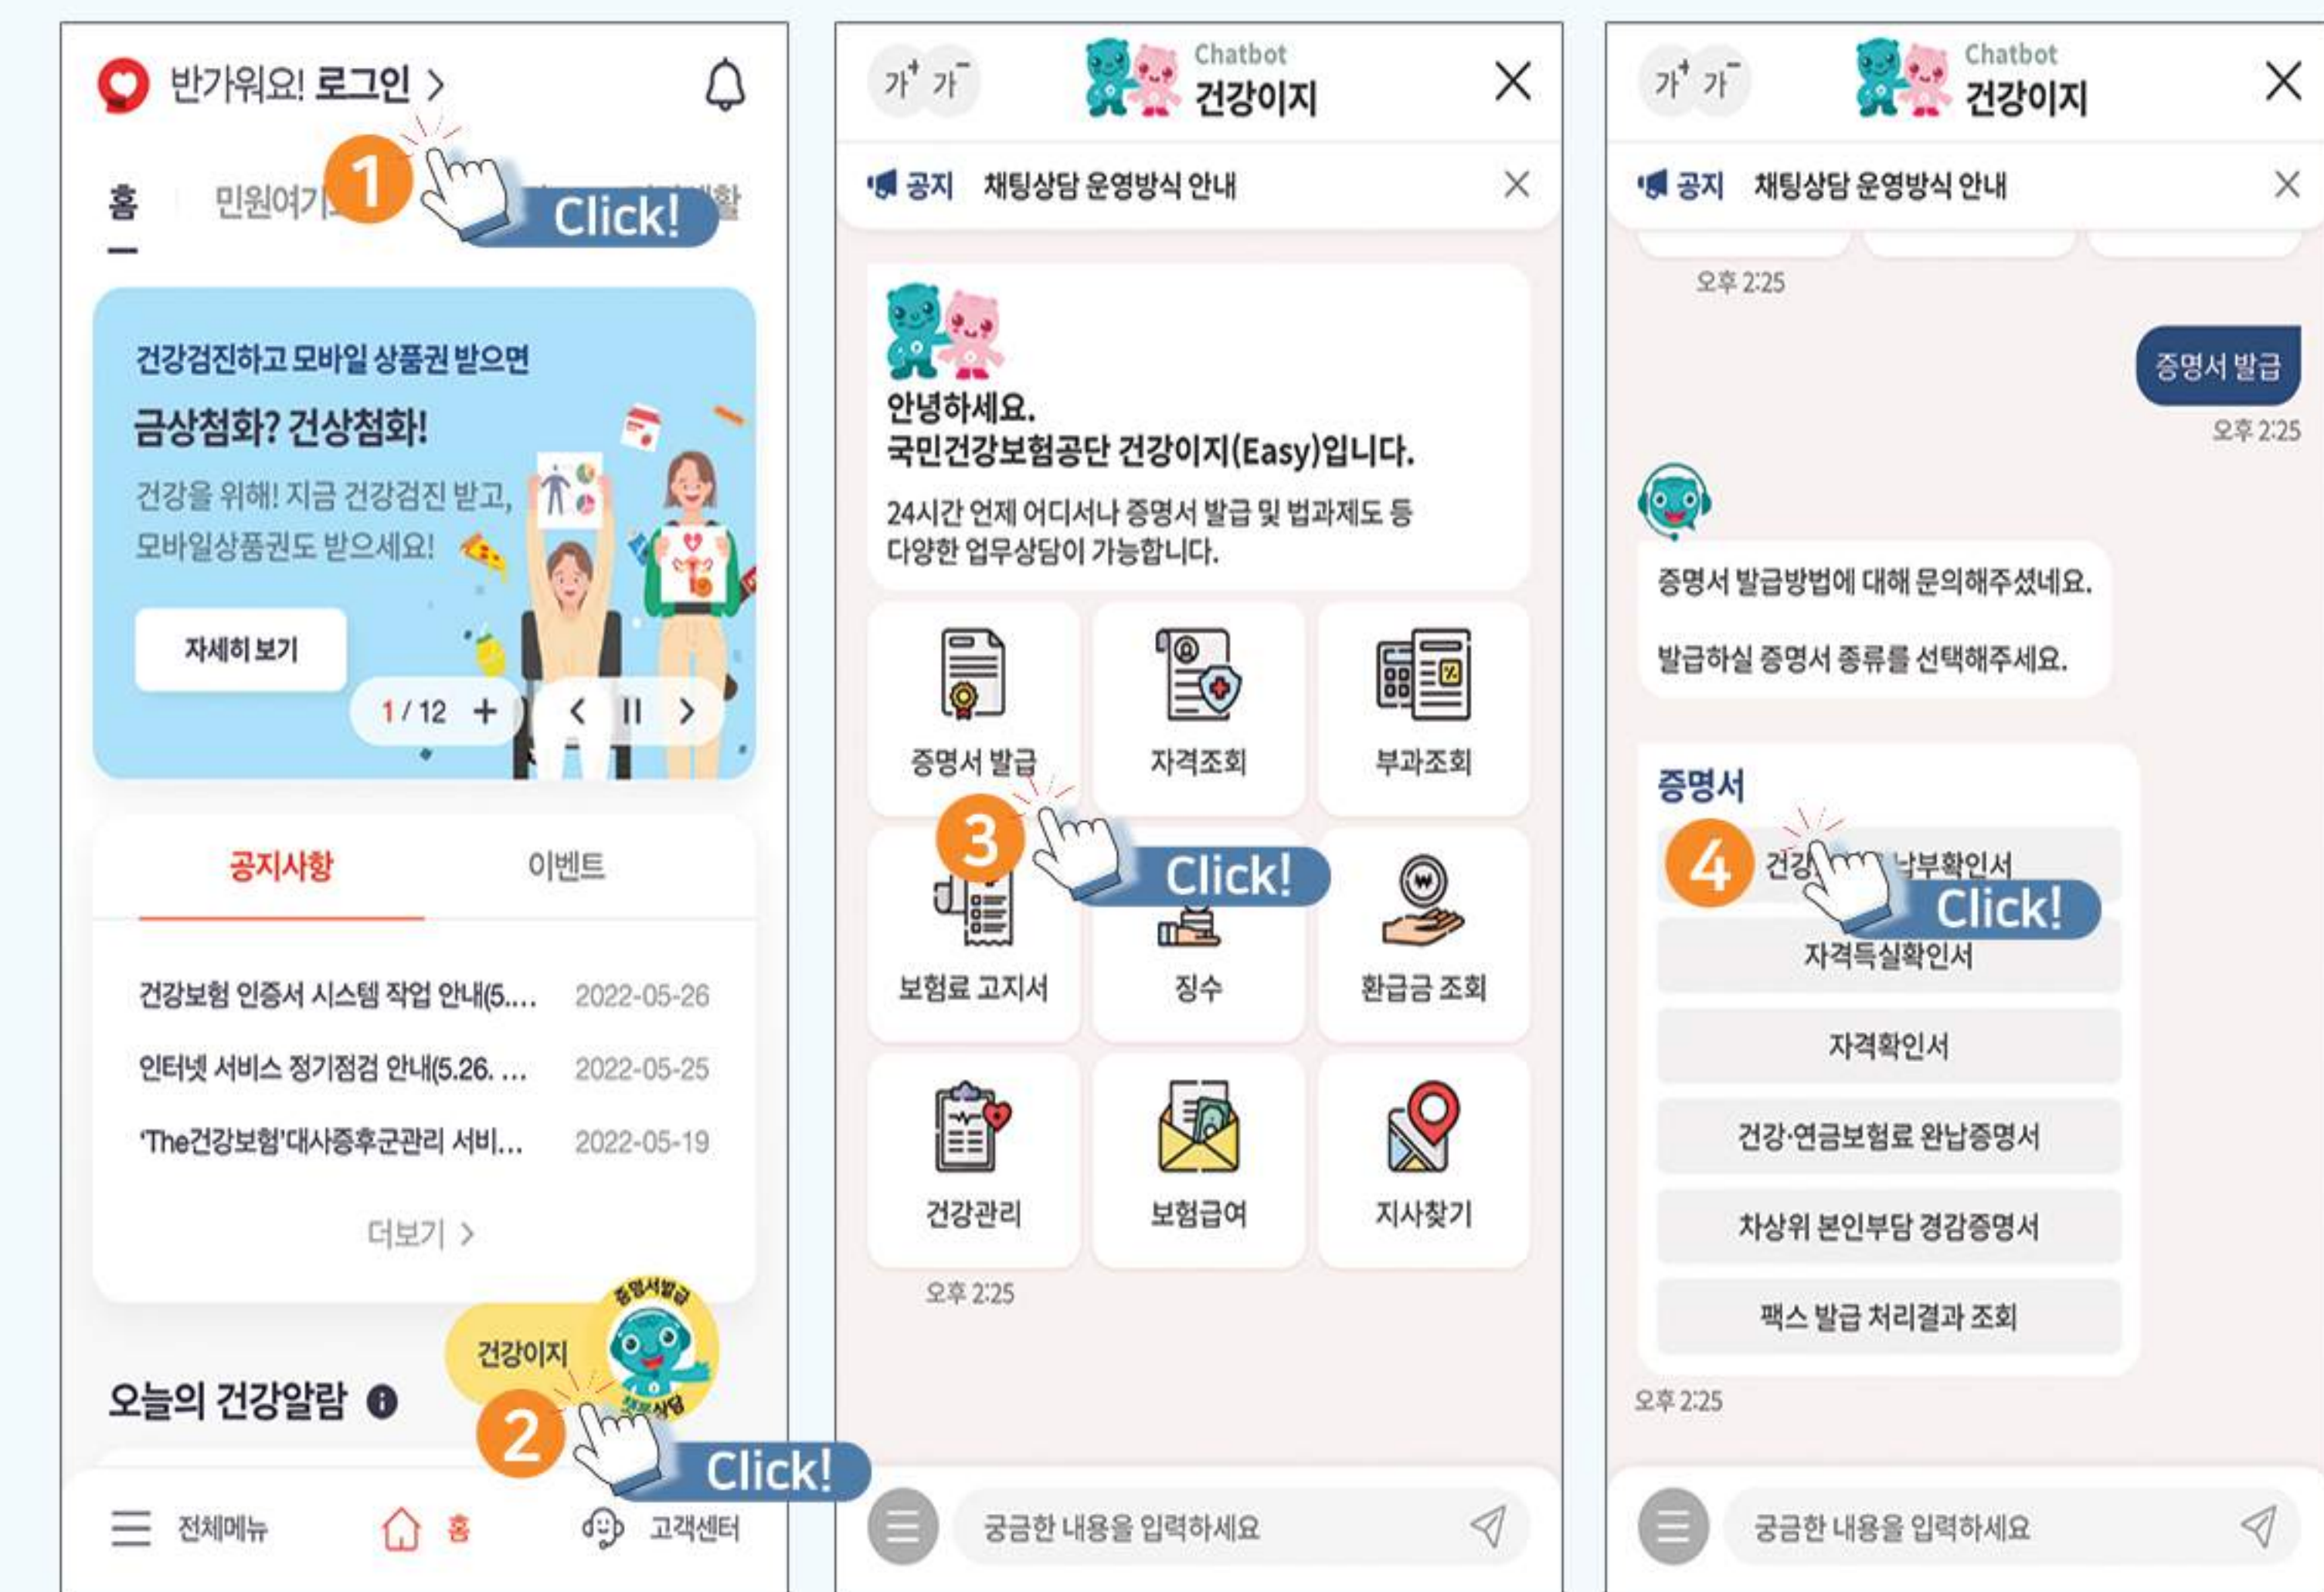 반가워요! 로그인 >
1
Click!
홈
민원여기
활
건강검진하고 모바일 상품권 받으면
금상첨화? 건상첨화!
건강을 위해! 지금 건강검진 받고,
모바일상품권도 받으세요!
자세히 보기
1 / 12 +
공지사항 이벤트
건강보험 인증서 시스템 작업 안내(5.... 2022-05-26
인터넷 서비스 정기점검 안내(5.26. ... 2022-05-25
'The건강보험'대사증후군관리 서비... 2022-05-19
더보기 >
증명서발급
건강이지
상담
오늘의 건강알람
2
Click!
전체메뉴 홈 고객센터
가+ 가-
Chatbot
건강이지
공지 채팅상담 운영방식 안내
안녕하세요.
국민건강보험공단 건강이지(Easy)입니다.
24시간 언제 어디서나 증명서 발급 및 법과제도 등
다양한 업무상담이 가능합니다.
증명서 발급 자격조회 부과조회
3
Click!
보험료 고지서 징수 환급금 조회
건강관리 보험급여 지사찾기
오후 2:25
궁금한 내용을 입력하세요
가+ 가-
Chatbot
건강이지
공지 채팅상담 운영방식 안내
오후 2:25
증명서 발급
오후 2:25
증명서 발급방법에 대해 문의해주셨네요.
발급하실 증명서 종류를 선택해주세요.
증명서
4
건강 납부확인서
Click!
자격득실확인서
자격확인서
건강·연금보험료 완납증명서
차상위 본인부담 경감증명서
팩스 발급 처리결과 조회
오후 2:25
궁금한 내용을 입력하세요